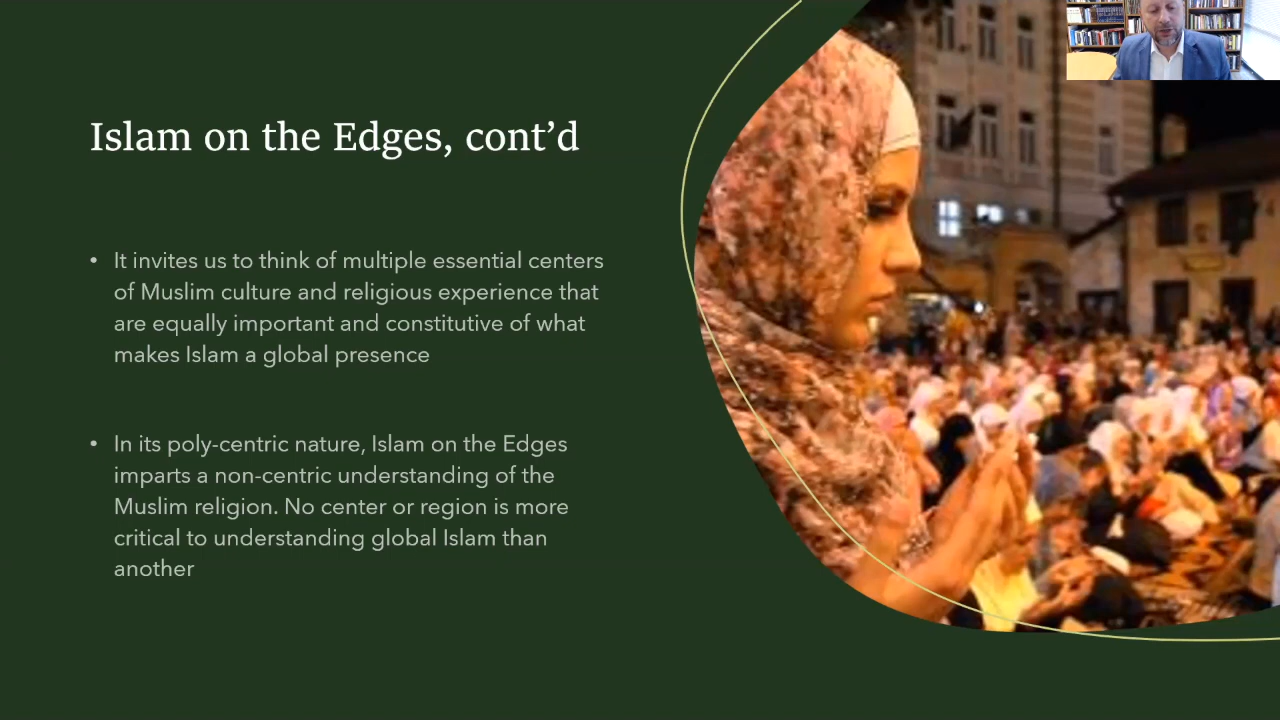 Islam on the Edges, cont’d
• It invites us to think of multiple essential centers
of Muslim culture and religious experience that
are equally important and constitutive of what
makes Islam a global presence
• In its poly-centric nature, Islam on the Edges
imparts a non-centric understanding of the
Muslim religion. No center or region is more
critical to understanding global Islam than
another